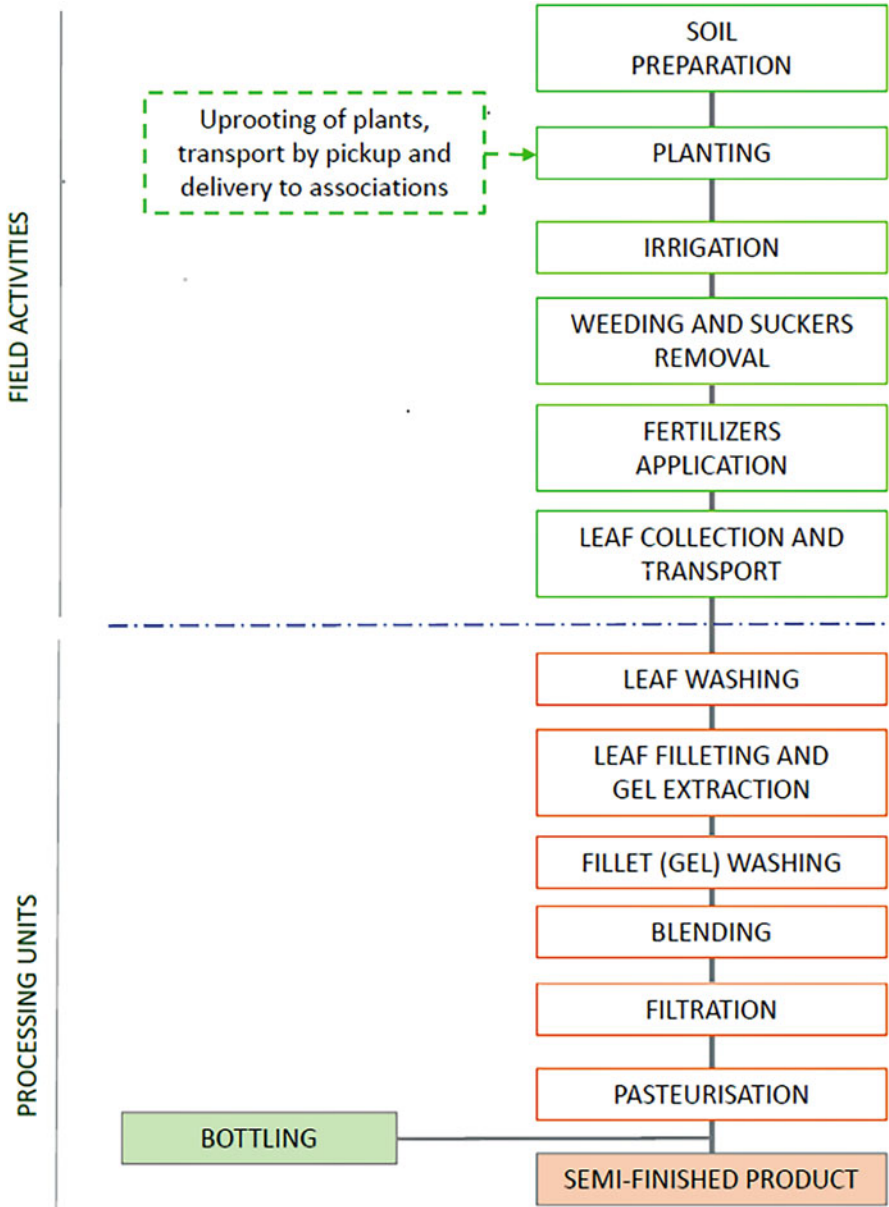 SOIL
PREPARATION
Uprooting of plants,
transport by pickup and
delivery to associations
PLANTING
IRRIGATION
WEEDING AND SUCKERS
REMOVAL
FERTILIZERS
APPLICATION
LEAF COLLECTION AND
TRANSPORT
FIELD ACTIVITIES
LEAF WASHING
LEAF FILLETING AND
GEL EXTRACTION
FILLET (GEL) WASHING
BLENDING
FILTRATION
PASTEURISATION
BOTTLING
SEMI-FINISHED PRODUCT
PROCESSING UNITS